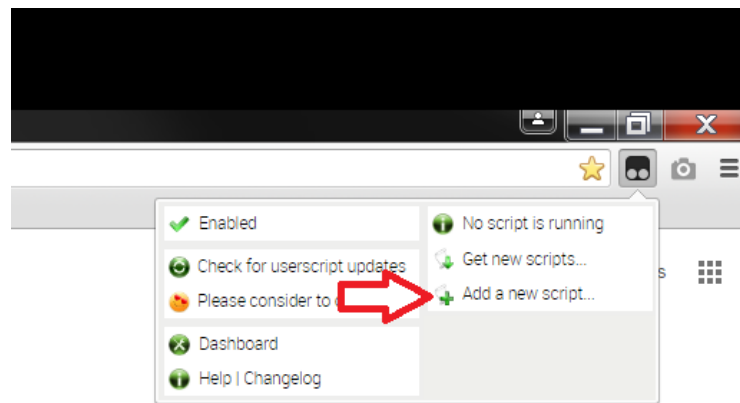 Enabled
Check for userscript updates
Please consider to
Dashboard
Help | Changelog
No script is running
Get new scripts...
Add a new script...
s